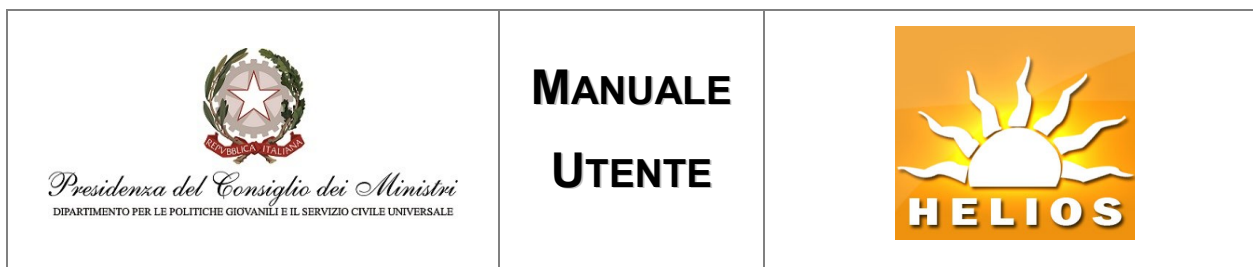 REPVBBLICA ITALIANA
Presidenza del Consiglio dei Ministri
DIPARTIMENTO PER LE POLITICHE GIOVANILI E IL SERVIZIO CIVILE UNIVERSALE
MANUALE
UTENTE
HELIOS